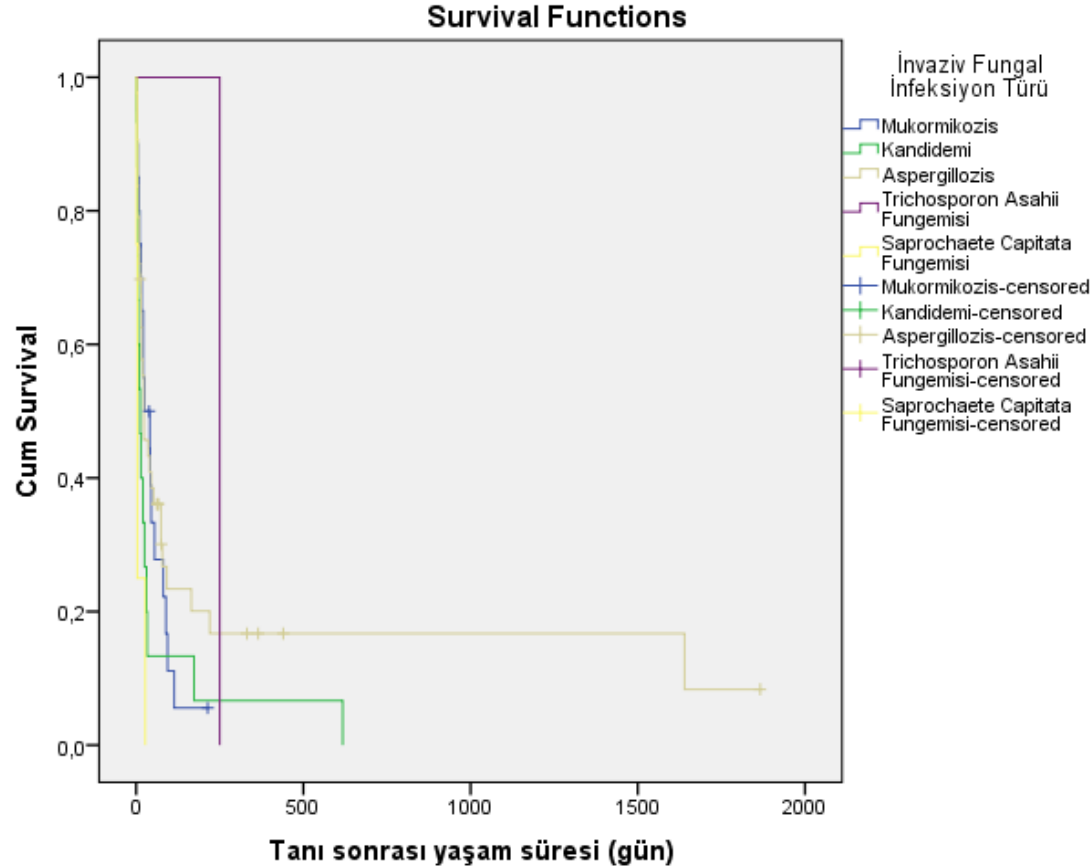 Survival Functions
İnvaziv Fungal
İnfeksiyon Türü
Mukormikozis
Kandidemi
Aspergillozis
Trichosporon Asahii
Fungemisi
Saprochaete Capitata
Fungemisi
Mukormikozis-censored
Kandidemi-censored
Aspergillozis-censored
Trichosporon Asahii
Fungemisi-censored
Saprochaete Capitata
Fungemisi-censored
Cum Survival
1,0
0,8
0,6
0,4
0,2
0,0
0 500 1000 1500 2000
Tanı sonrası yaşam süresi (gün)